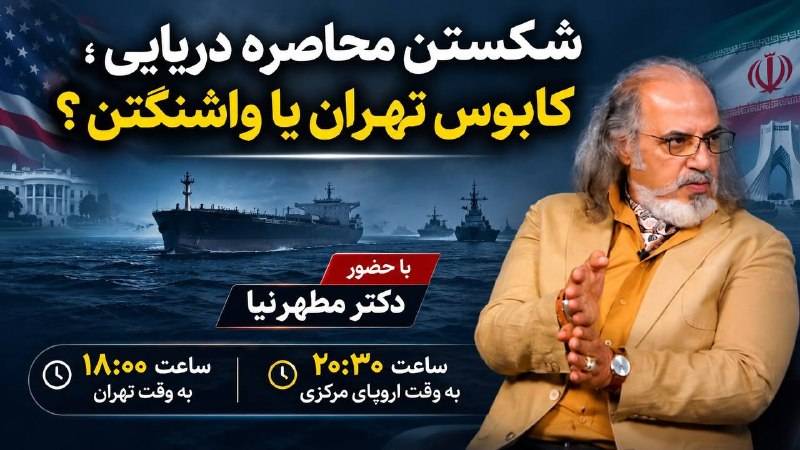 شکستن محاصره دریایی ؛
کابوس تهران یا واشنگتن ؟
با حضور
دکتر مطهرنیا
ساعت ۲۰:۳۰
به وقت اروپای مرکزی
ساعت ۱۸:۰۰
به وقت تهران